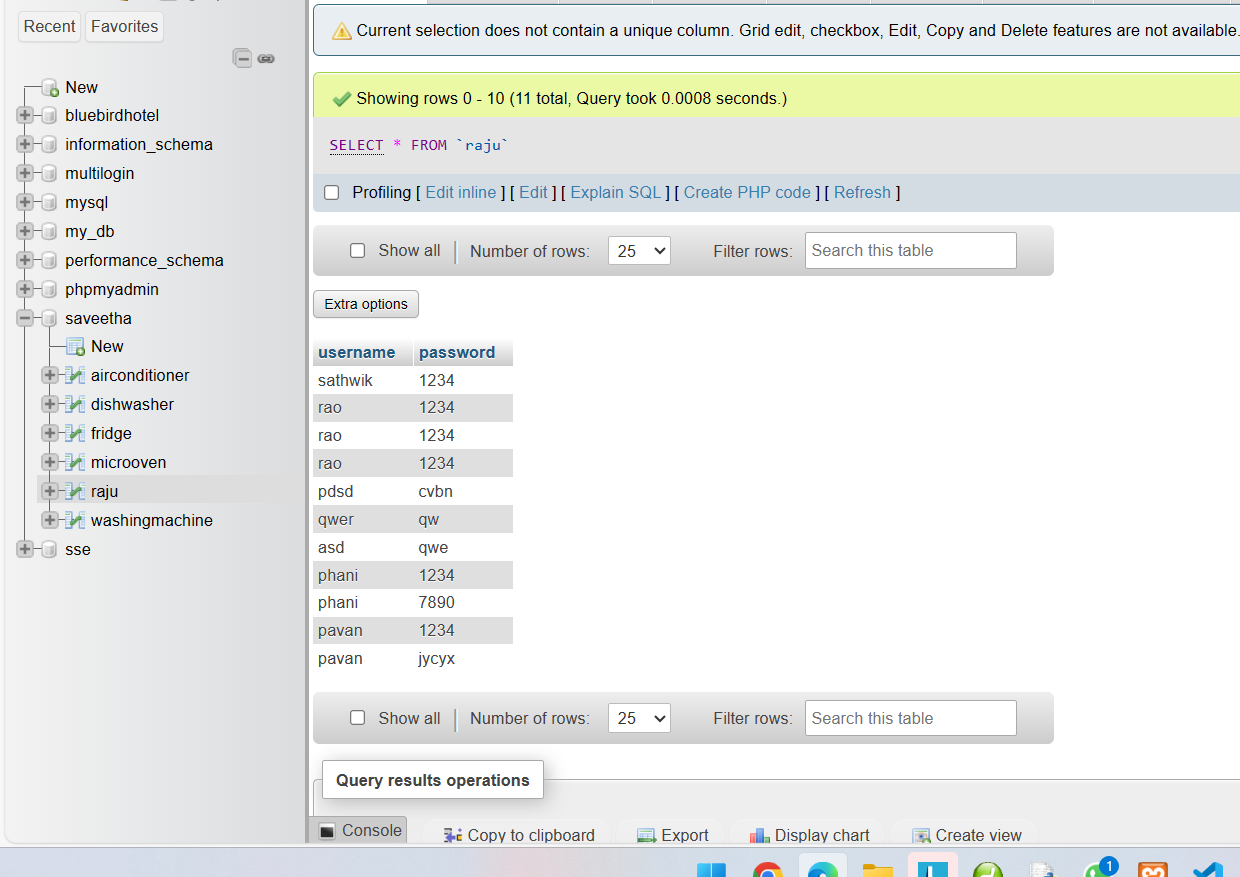 Recent Favorites
New
bluebirdhotel
information_schema
multilogin
mysql
my_db
performance_schema
phpmyadmin
saveetha
New
airconditioner
dishwasher
fridge
microoven
raju
washingmachine
sse
Current selection does not contain a unique column. Grid edit, checkbox, Edit, Copy and Delete features are not available.
Showing rows 0 - 10 (11 total, Query took 0.0008 seconds.)
SELECT * FROM `raju`
Profiling [ Edit inline ] [ Edit ] [ Explain SQL ] [ Create PHP code ] [ Refresh ]
Show all Number of rows: 25 Filter rows: Search this table
Extra options
username password
sathwik 1234
rao 1234
rao 1234
rao 1234
pdsd cvbn
qwer qw
asd qwe
phani 1234
phani 7890
pavan 1234
pavan jycyx
Show all Number of rows: 25 Filter rows: Search this table
Query results operations
Console Copy to clipboard Export Display chart Create view
1